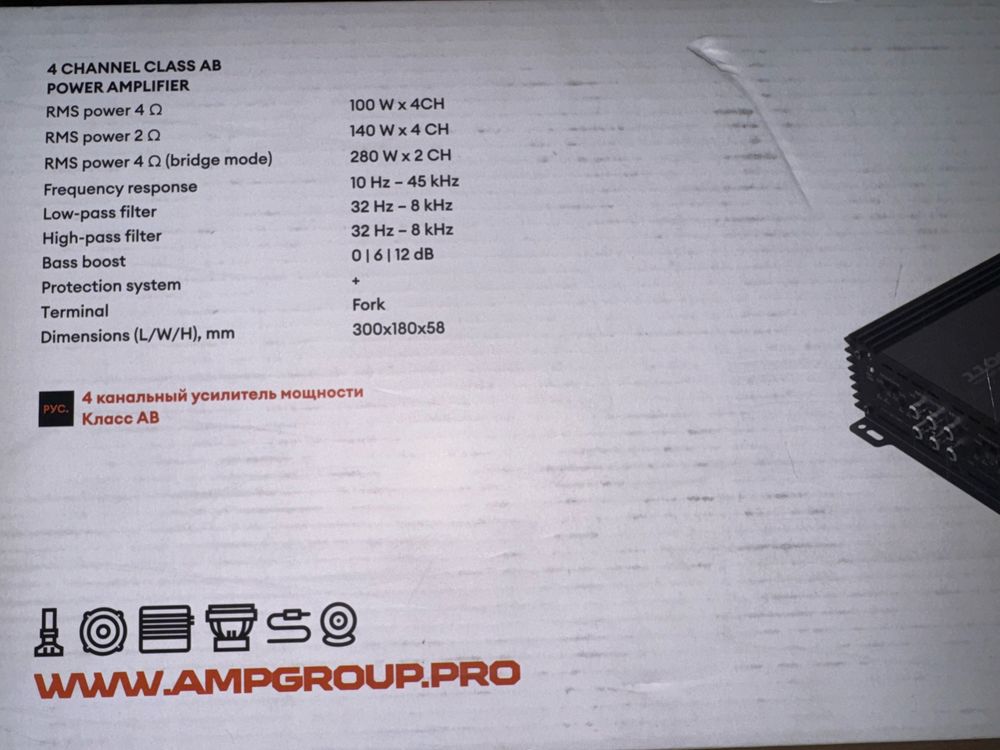 4 CHANNEL CLASS AB
POWER AMPLIFIER
RMS power 4 Ω 100 W x 4CH
RMS power 2 Ω 140 W x 4 CH
RMS power 4 Ω (bridge mode) 280 W x 2 CH
Frequency response 10 Hz – 45 kHz
Low-pass filter 32 Hz – 8 kHz
High-pass filter 32 Hz – 8 kHz
Bass boost 0 | 6 | 12 dB
Protection system +
Terminal Fork
Dimensions (L/W/H), mm 300x180x58
РУС. 4 канальный усилитель мощности
Класс АВ
WWW.AMPGROUP.PRO